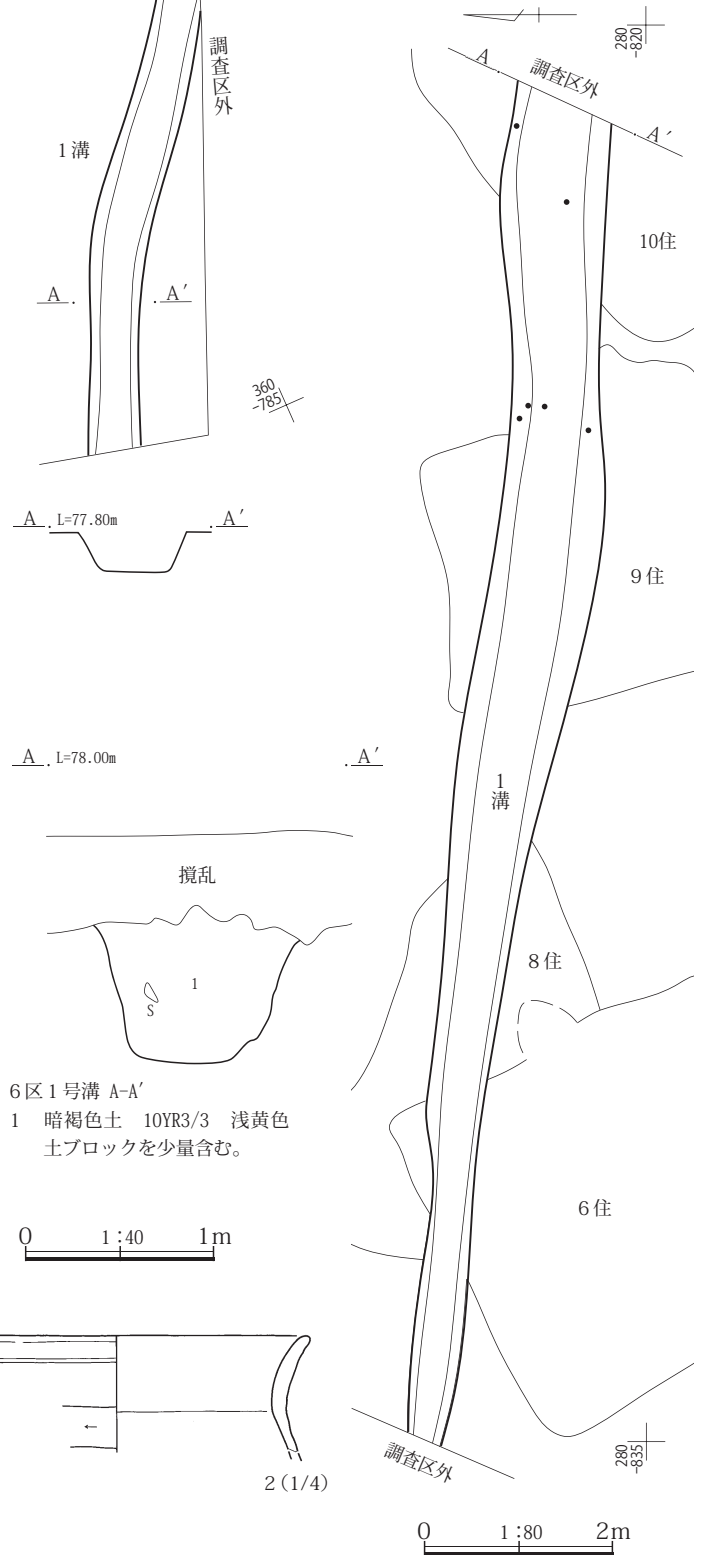 調査区外
1溝
A A′
360
-785
A L=77.80m A′
A L=78.00m A′
撹乱
1
S
6区1号溝 A-A′
1 暗褐色土 10YR3/3 浅黄色
土ブロックを少量含む。
0 1:40 1m
2(1/4)
280
-820
A 調査区外 A′
10住
9住
1溝
8住
6住
調査区外
280
-835
0 1:80 2m